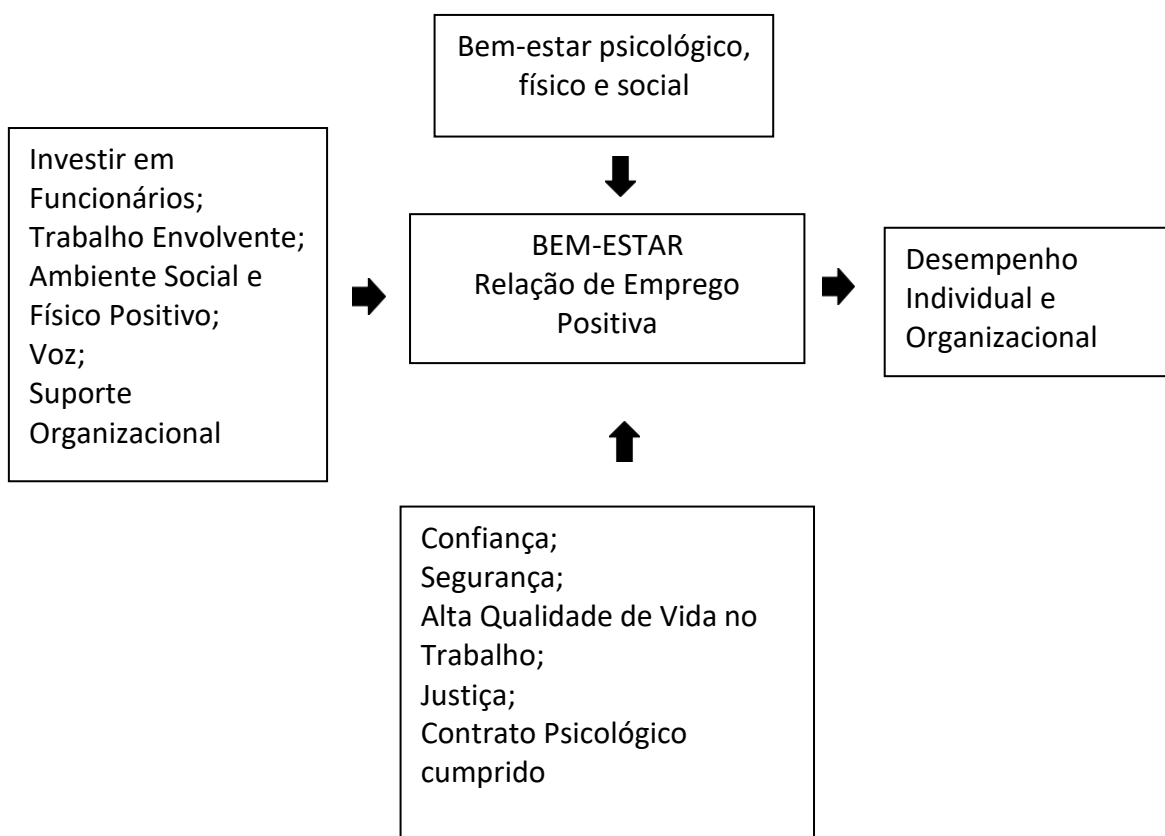 Bem-estar psicológico,
físico e social
Investir em
Funcionários;
Trabalho Envolvente;
Ambiente Social e
Físico Positivo;
Voz;
Suporte
Organizacional
BEM-ESTAR
Relação de Emprego
Positiva
Desempenho
Individual e
Organizacional
Confiança;
Segurança;
Alta Qualidade de Vida no
Trabalho;
Justiça;
Contrato Psicológico
cumprido